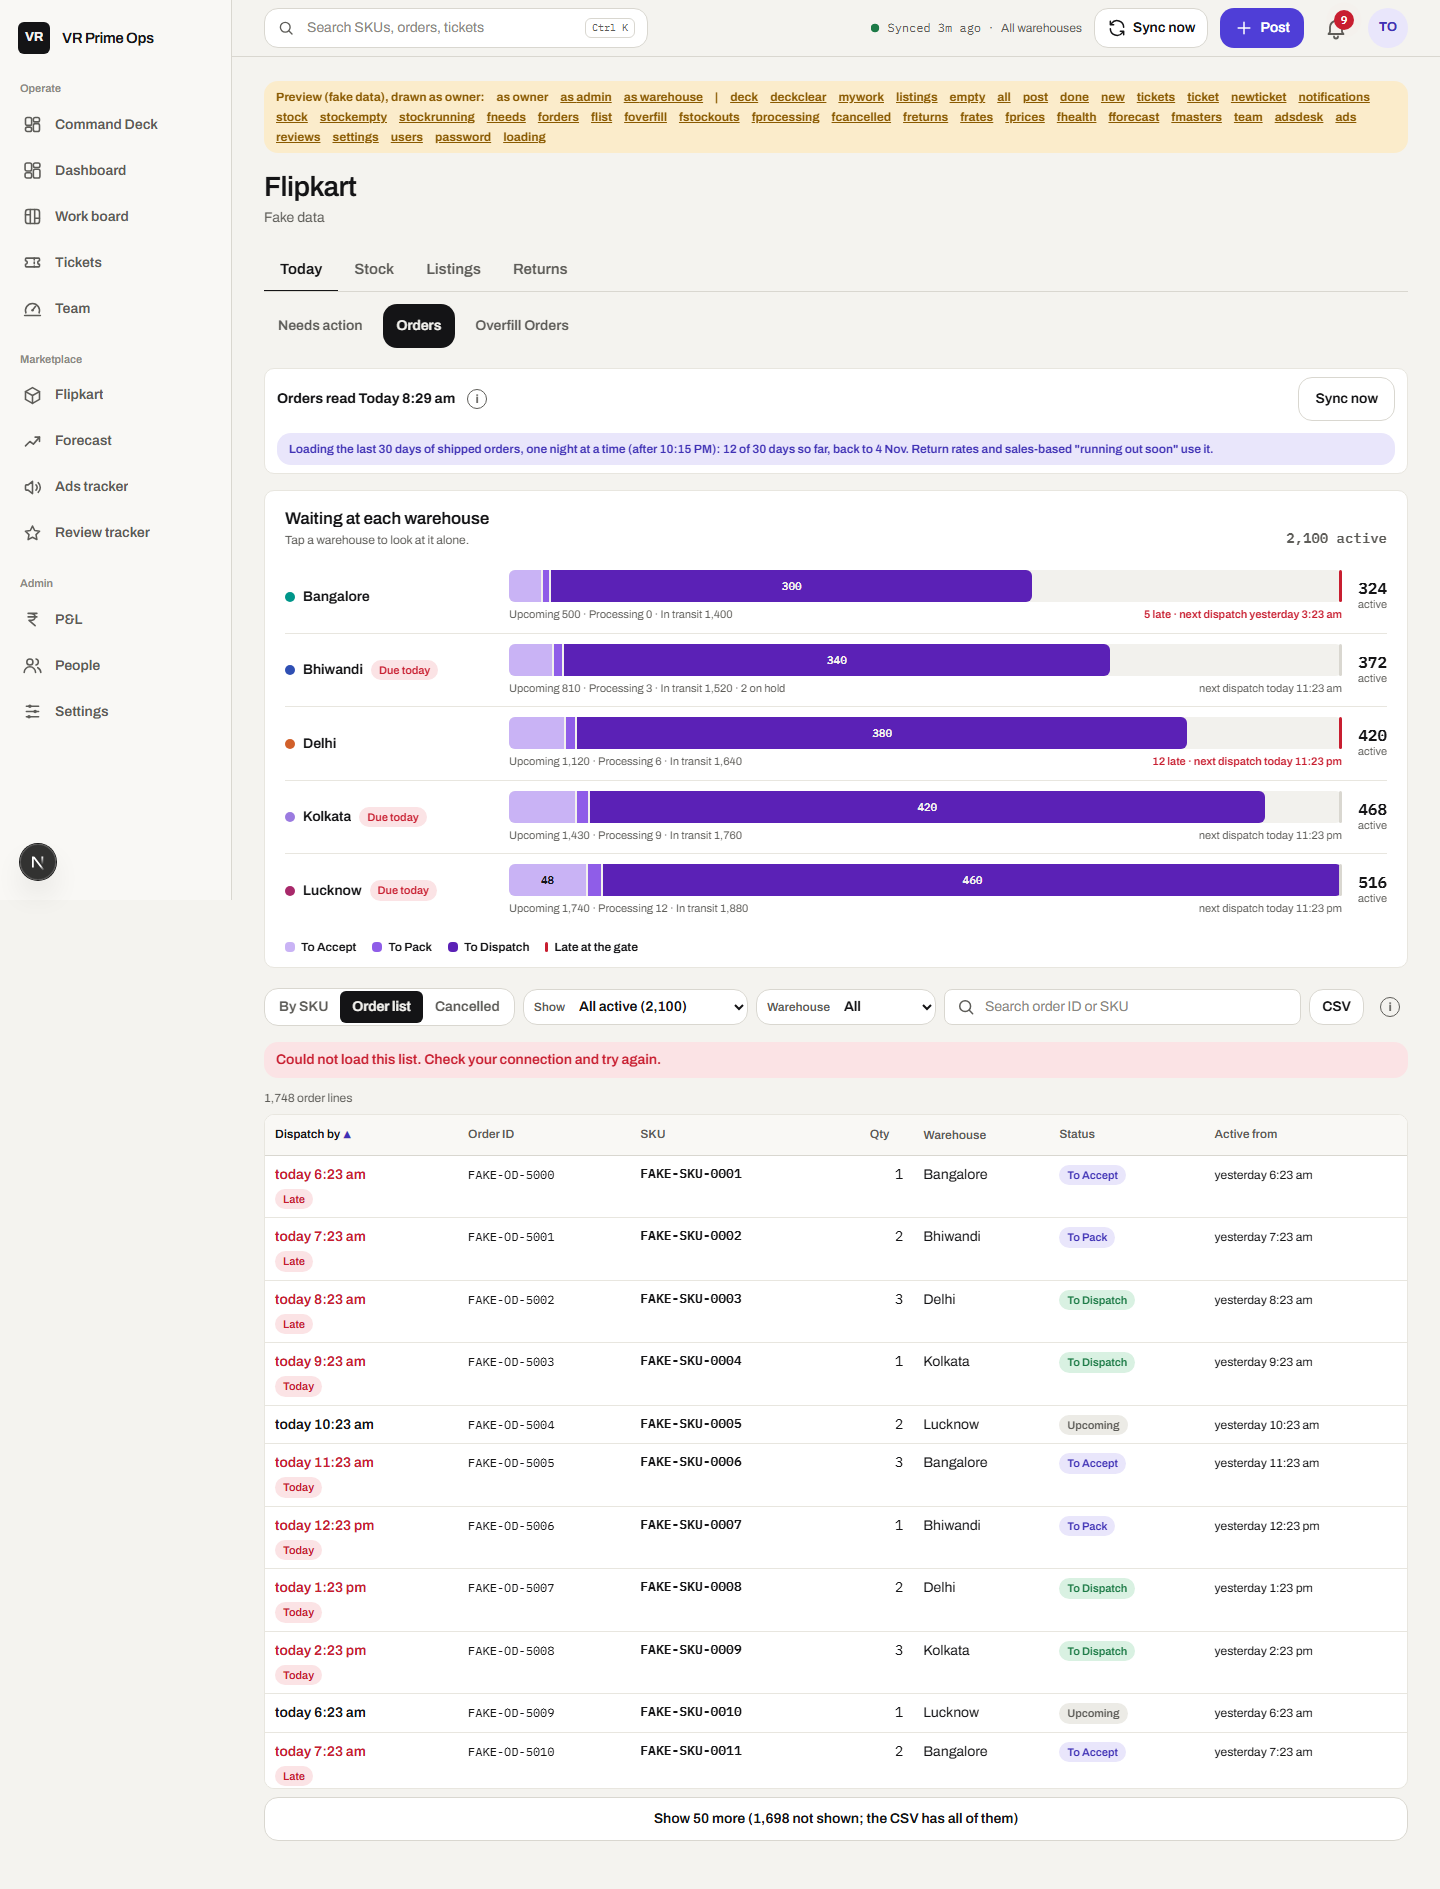 VR VR Prime Ops
Search SKUs, orders, tickets Ctrl K
Synced 3m ago · All warehouses Sync now + Post 9 TO
Operate
Command Deck
Dashboard
Work board
Tickets
Team
Marketplace
Flipkart
Forecast
Ads tracker
Review tracker
Admin
₹ P&L
People
Settings
N
Preview (fake data), drawn as owner: as owner as admin as warehouse | deck deckclear mywork listings empty all post done new tickets ticket newticket notifications
stock stockempty stockrunning fneeds forders flist foverfill fstockouts fprocessing fcancelled freturns frates fprices fhealth fforecast fmasters team adsdesk ads
reviews settings users password loading
Flipkart
Fake data
Today Stock Listings Returns
Needs action Orders Overfill Orders
Orders read Today 8:29 am i Sync now
Loading the last 30 days of shipped orders, one night at a time (after 10:15 PM): 12 of 30 days so far, back to 4 Nov. Return rates and sales-based "running out soon" use it.
Waiting at each warehouse
Tap a warehouse to look at it alone. 2,100 active
Bangalore 300 324 active
Upcoming 500 · Processing 0 · In transit 1,400 5 late · next dispatch yesterday 3:23 am
Bhiwandi Due today 340 372 active
Upcoming 810 · Processing 3 · In transit 1,520 · 2 on hold next dispatch today 11:23 am
Delhi 380 420 active
Upcoming 1,120 · Processing 6 · In transit 1,640 12 late · next dispatch today 11:23 pm
Kolkata Due today 420 468 active
Upcoming 1,430 · Processing 9 · In transit 1,760 next dispatch today 11:23 pm
Lucknow Due today 48 460 516 active
Upcoming 1,740 · Processing 12 · In transit 1,880 next dispatch today 11:23 pm
To Accept To Pack To Dispatch Late at the gate
By SKU Order list Cancelled Show All active (2,100) Warehouse All Search order ID or SKU CSV i
Could not load this list. Check your connection and try again.
1,748 order lines
Dispatch by ▲ Order ID SKU Qty Warehouse Status Active from
today 6:23 am FAKE-OD-5000 FAKE-SKU-0001 1 Bangalore To Accept yesterday 6:23 am
Late
today 7:23 am FAKE-OD-5001 FAKE-SKU-0002 2 Bhiwandi To Pack yesterday 7:23 am
Late
today 8:23 am FAKE-OD-5002 FAKE-SKU-0003 3 Delhi To Dispatch yesterday 8:23 am
Late
today 9:23 am FAKE-OD-5003 FAKE-SKU-0004 1 Kolkata To Dispatch yesterday 9:23 am
Today
today 10:23 am FAKE-OD-5004 FAKE-SKU-0005 2 Lucknow Upcoming yesterday 10:23 am
today 11:23 am FAKE-OD-5005 FAKE-SKU-0006 3 Bangalore To Accept yesterday 11:23 am
Today
today 12:23 pm FAKE-OD-5006 FAKE-SKU-0007 1 Bhiwandi To Pack yesterday 12:23 pm
Today
today 1:23 pm FAKE-OD-5007 FAKE-SKU-0008 2 Delhi To Dispatch yesterday 1:23 pm
Today
today 2:23 pm FAKE-OD-5008 FAKE-SKU-0009 3 Kolkata To Dispatch yesterday 2:23 pm
Today
today 6:23 am FAKE-OD-5009 FAKE-SKU-0010 1 Lucknow Upcoming yesterday 6:23 am
today 7:23 am FAKE-OD-5010 FAKE-SKU-0011 2 Bangalore To Accept yesterday 7:23 am
Late
Show 50 more (1,698 not shown; the CSV has all of them)